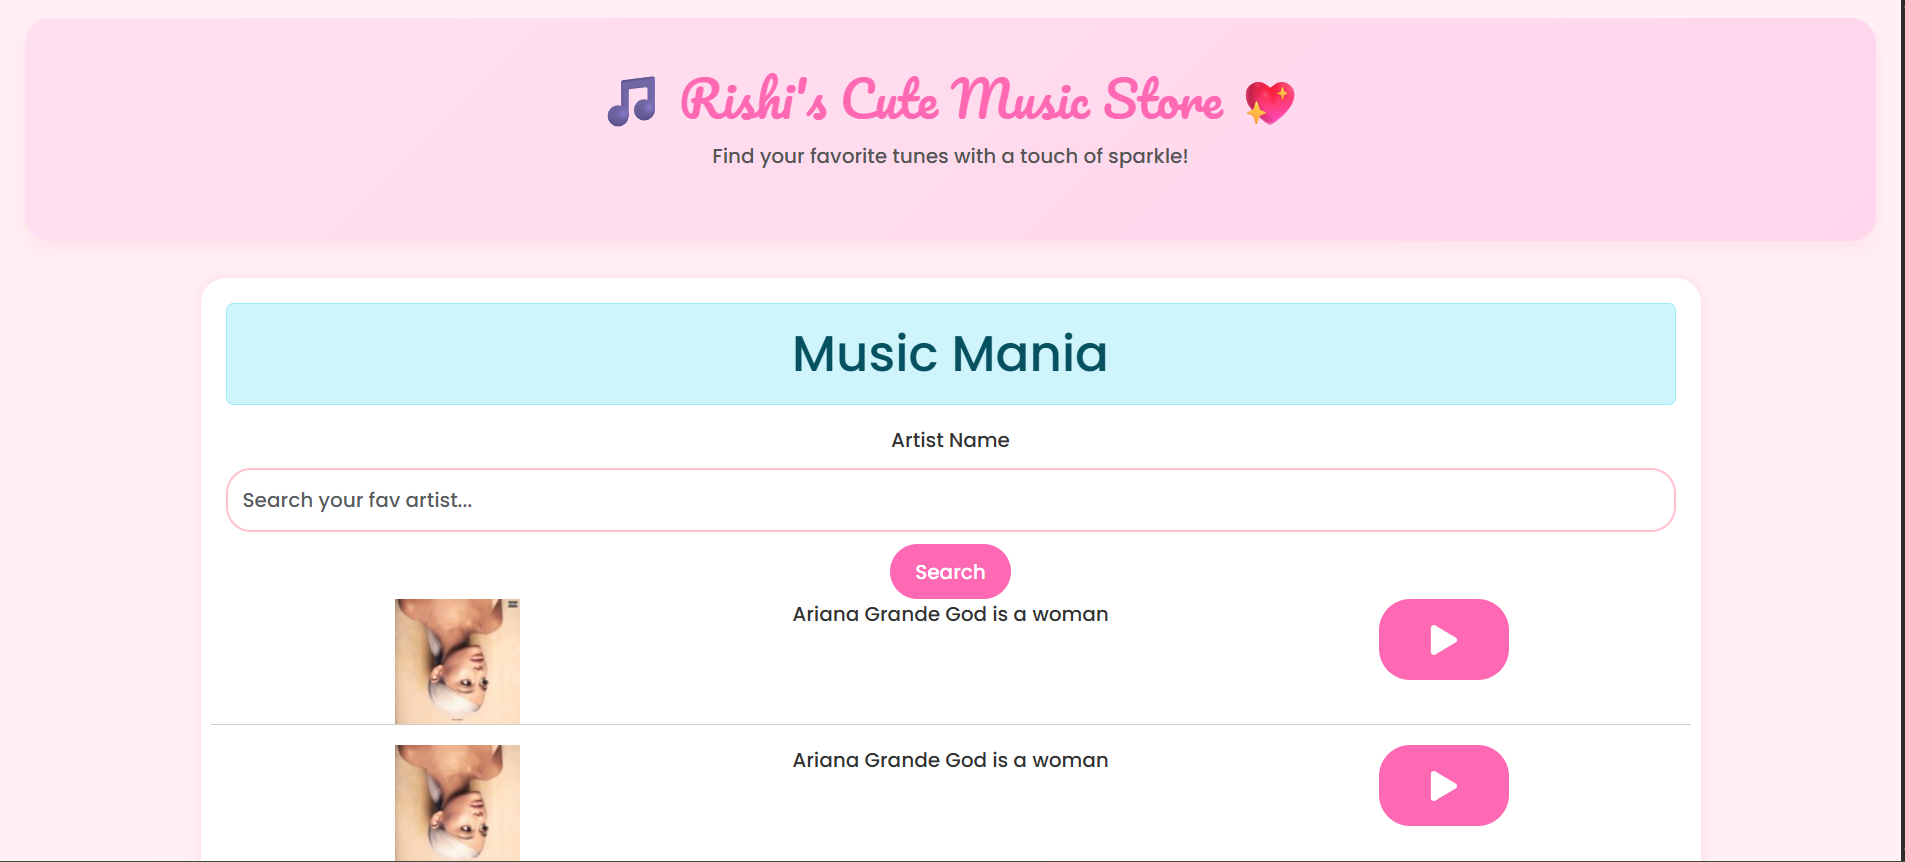 🎵 Rishi's Cute Music Store 💖
Find your favorite tunes with a touch of sparkle!
Music Mania
Artist Name
Search your fav artist...
Search
Ariana Grande God is a woman
Ariana Grande God is a woman